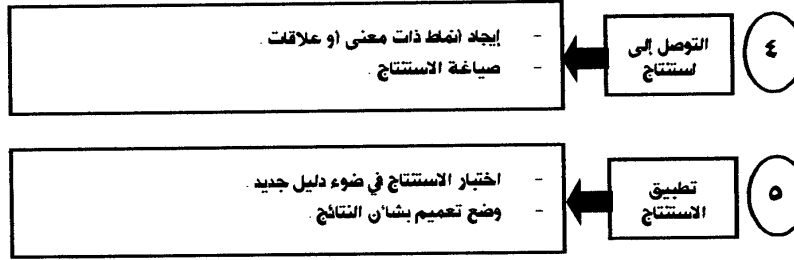 ٤
التوصل إلى
استنتاج
- إيجاد أنماط ذات معنى أو علاقات .
- صياغة الاستنتاج .
٥
تطبيق
الاستنتاج
- اختبار الاستنتاج في ضوء دليل جديد .
- وضع تعميم بشأن النتائج .